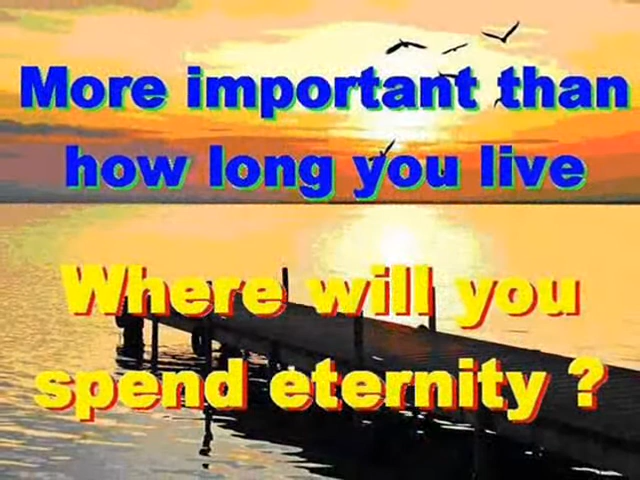 More important than
how long you live
Where will you
spend eternity ?